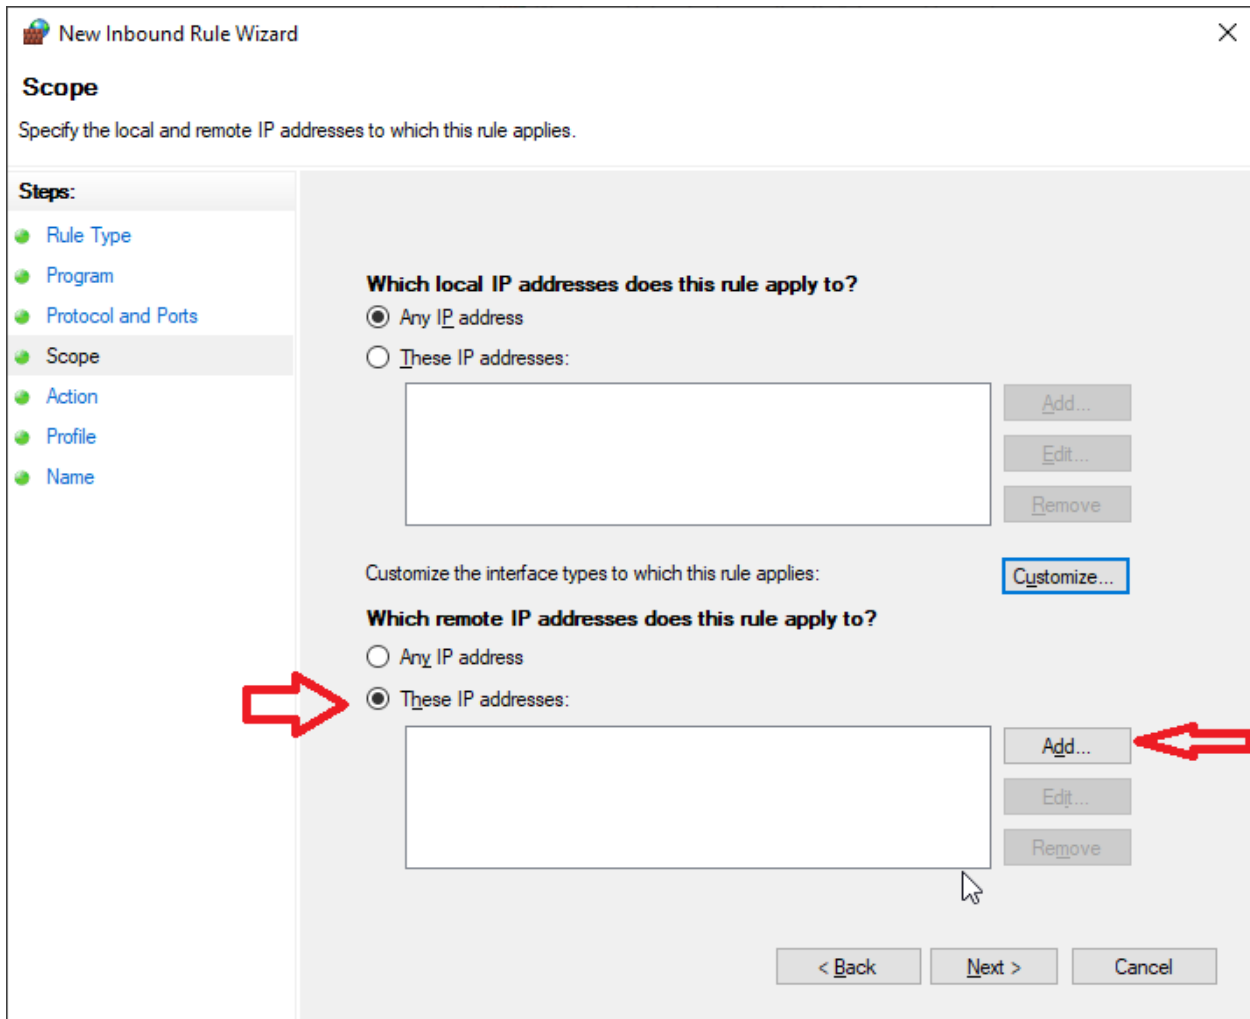 New Inbound Rule Wizard
Scope
Specify the local and remote IP addresses to which this rule applies.
Steps:
Rule Type
Program
Protocol and Ports
Scope
Action
Profile
Name
Which local IP addresses does this rule apply to?
Any IP address
These IP addresses:
Add...
Edit...
Remove
Customize the interface types to which this rule applies:
Customize...
Which remote IP addresses does this rule apply to?
Any IP address
These IP addresses:
Add...
Edit...
Remove
< Back
Next >
Cancel